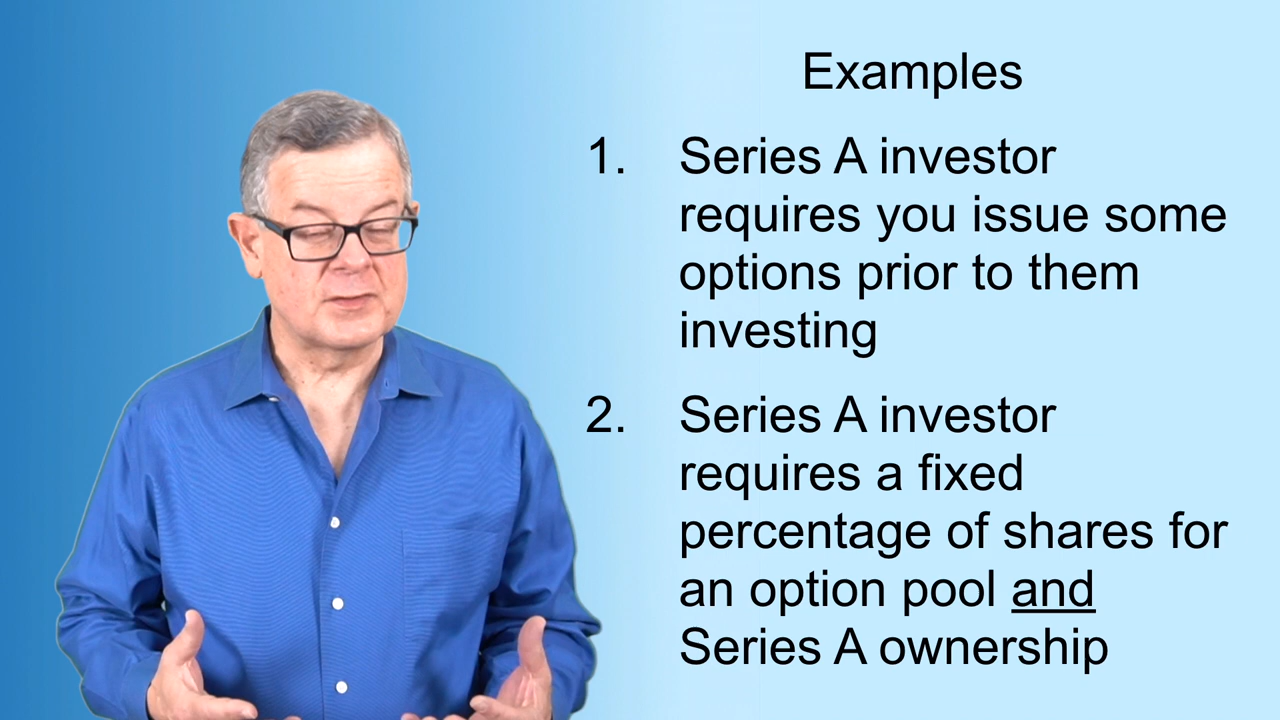 Examples
1. Series A investor
requires you issue some
options prior to them
investing
2. Series A investor
requires a fixed
percentage of shares for
an option pool and
Series A ownership